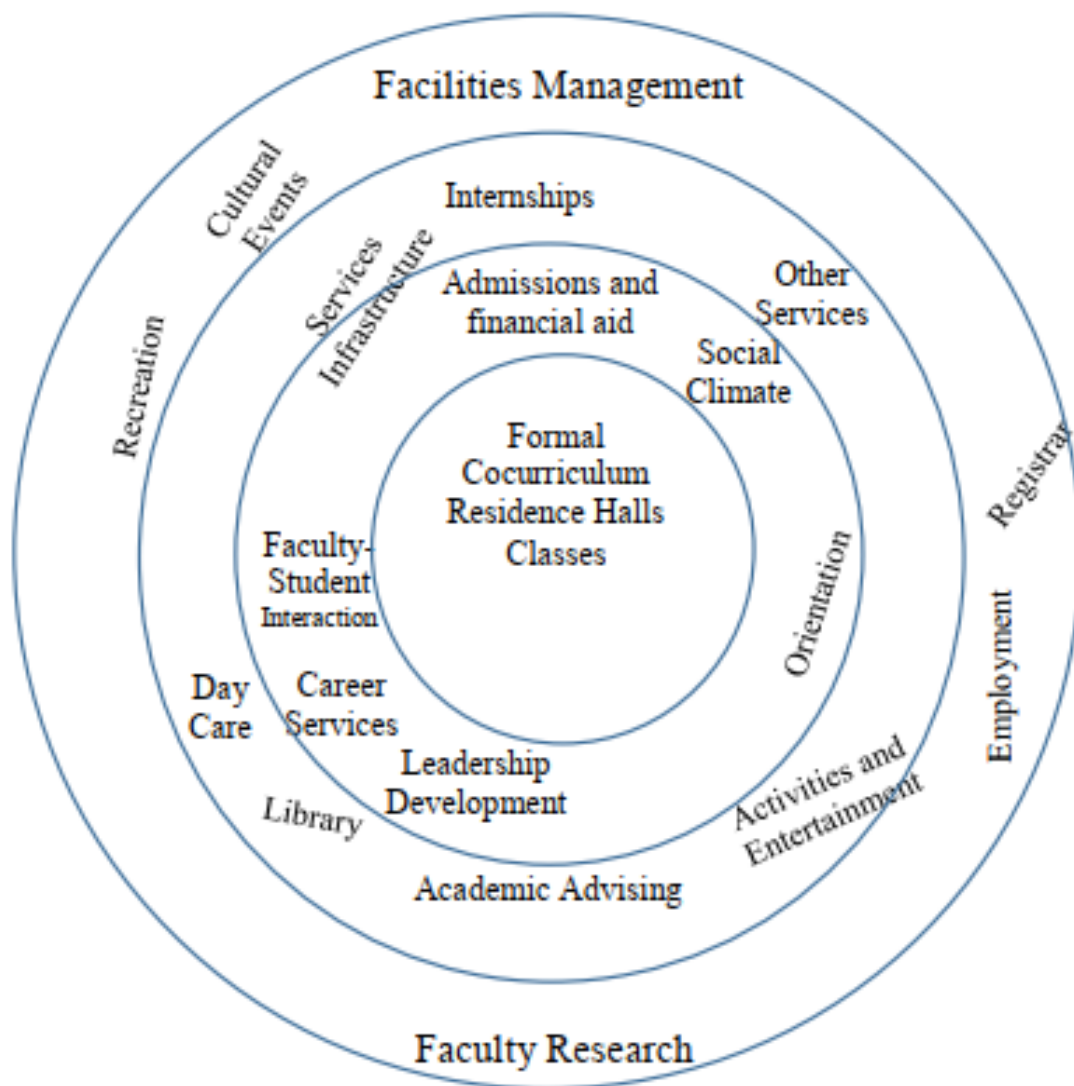 Facilities Management
Cultural
Events
Internships
Services
Infrastructure
Admissions and
financial aid
Other
Services
Social
Climate
Recreation
Formal
Cocurriculum
Residence Halls
Classes
Registrar
Faculty-
Student
Interaction
Orientation
Employment
Day
Care
Career
Services
Leadership
Development
Activities and
Entertainment
Library
Academic Advising
Faculty Research